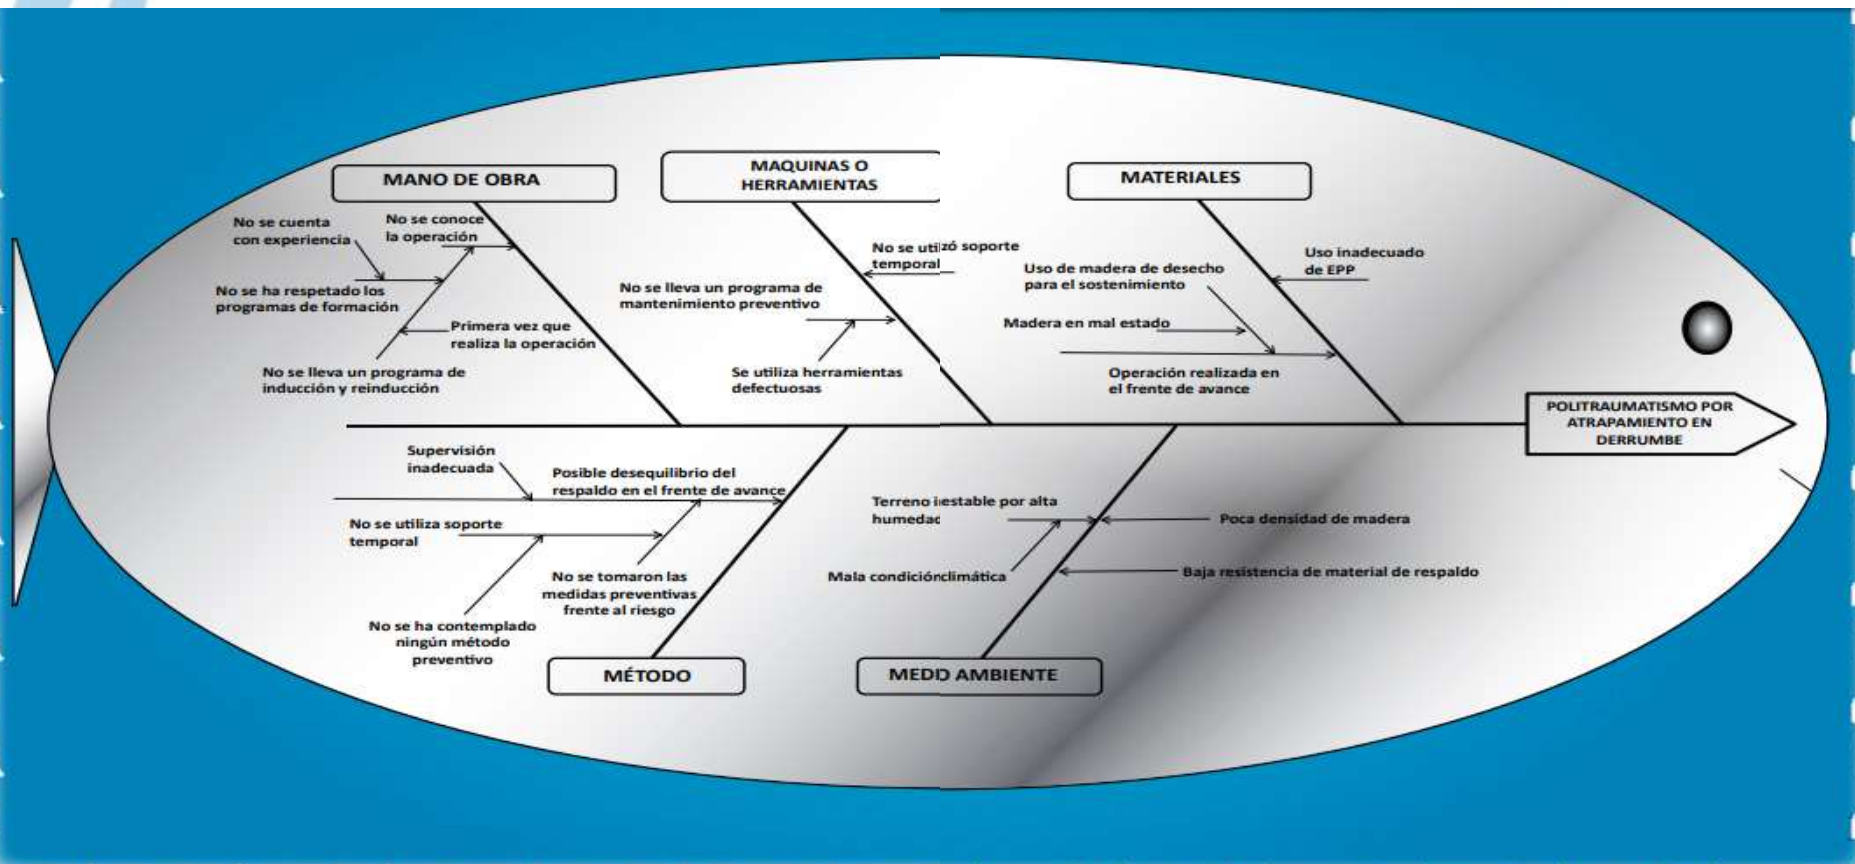 MANO DE OBRA
MAQUINAS O
HERRAMIENTAS
MATERIALES
No se cuenta
con experiencia
No se conoce
la operación
No se ha respetado los
programas de formación
Primera vez que
realiza la operación
No se lleva un programa de
inducción y reinducción
No se utilizó soporte
temporal
No se lleva un programa de
mantenimiento preventivo
Se utiliza herramientas
defectuosas
Uso inadecuado
de EPP
Uso de madera de desecho
para el sostenimiento
Madera en mal estado
Operación realizada en
el frente de avance
POLITRAUMATISMO POR
ATRAPAMIENTO EN
DERRUMBE
Supervisión
inadecuada
Posible desequilibrio del
respaldo en el frente de avance
No se utiliza soporte
temporal
No se tomaron las
medidas preventivas
frente al riesgo
No se ha contemplado
ningún método
preventivo
Terreno iestable por alta
humedad
Poca densidad de madera
Mala condición climática
Baja resistencia de material de respaldo
MÉTODO
MEDIO AMBIENTE